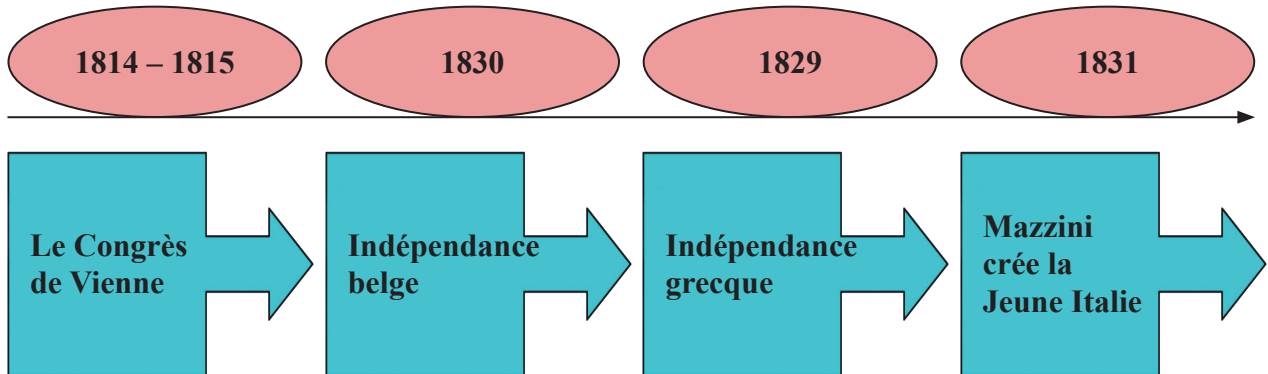 1814 – 1815
1830
1829
1831
Le Congrès
de Vienne
Indépendance
belge
Indépendance
grecque
Mazzini
crée la
Jeune Italie